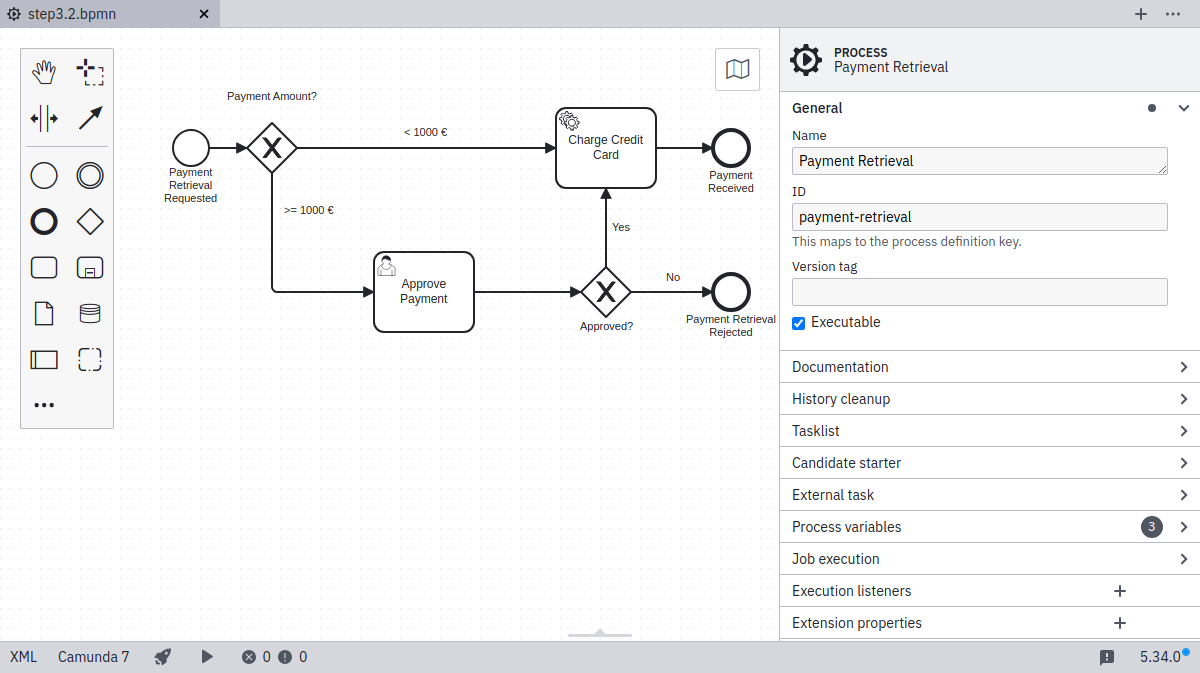 step3.2.bpmn
PROCESS
Payment Retrieval
Payment Amount?
< 1000 €
Charge Credit
Card
Payment
Retrieval
Requested
Payment
Received
>= 1000 €
Yes
Approve
Payment
No
Approved?
Payment Retrieval
Rejected
General
Name
Payment Retrieval
ID
payment-retrieval
This maps to the process definition key.
Version tag
Executable
Documentation
History cleanup
Tasklist
Candidate starter
External task
Process variables 3
Job execution
Execution listeners
Extension properties
XML Camunda 7 0 0 5.34.0